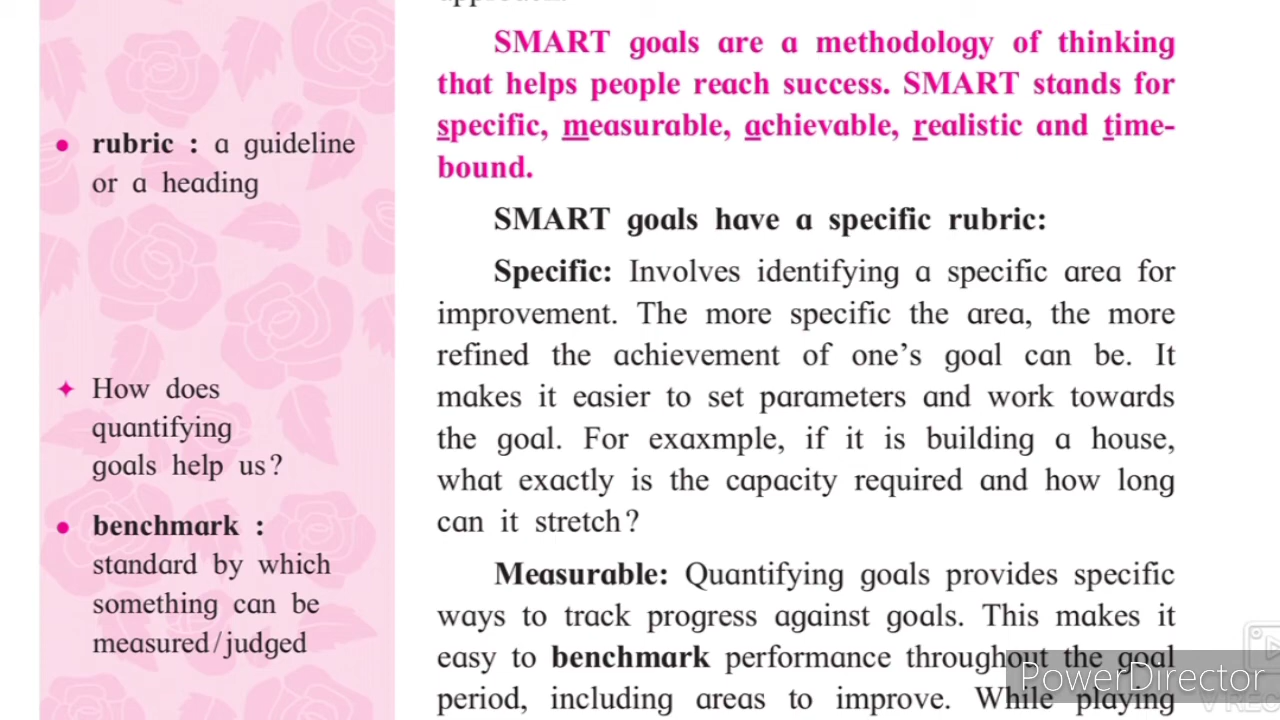 rubric : a guideline
or a heading
How does
quantifying
goals help us?
benchmark :
standard by which
something can be
measured/judged
SMART goals are a methodology of thinking
that helps people reach success. SMART stands for
specific, measurable, achievable, realistic and time-
bound.
SMART goals have a specific rubric:
Specific: Involves identifying a specific area for
improvement. The more specific the area, the more
refined the achievement of one's goal can be. It
makes it easier to set parameters and work towards
the goal. For exaxmple, if it is building a house,
what exactly is the capacity required and how long
can it stretch?
Measurable: Quantifying goals provides specific
ways to track progress against goals. This makes it
easy to benchmark performance throughout the goal
period, including areas to improve. While playing
PowerDirector